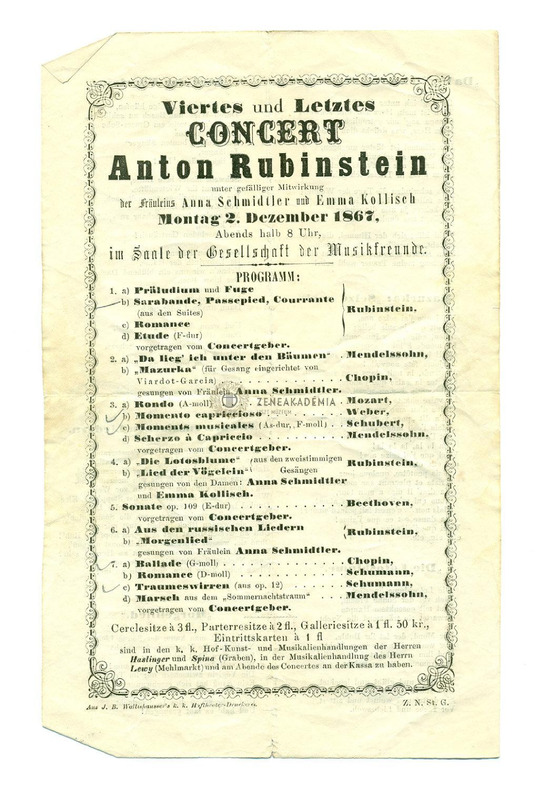 Viertes und Letztes
CONCERT
Anton Rubinstein
unter gefälliger Mitwirkung
der Fräuleins Anna Schmidtler und Emma Kollisch
Montag 2. Dezember 1867,
Abends halb 8 Uhr,
im Saale der Gesellschaft der Musikfreunde.
PROGRAMM:
1. a) Präludium und Fuge
b) Sarabande, Passepied, Courrante
(aus den Suites)
Rubinstein.
c) Romance
d) Etude (F-dur)
vorgetragen vom Concertgeber.
2. a) „Da lieg' ich unter den Bäumen“ . . Mendelssohn,
b) „Mazurka“ (für Gesang eingerichtet von
Viardot-Garcia) . . . . . . . . . . . . Chopin,
gesungen von Fräulein Anna Schmidtler.
3. a) Rondo (A-moll) . . . . . . . . . . . Mozart,
b) Momento capriccioso . . . . . . . . Weber,
c) Moments musicales (As-dur, F-moll) . . Schubert,
d) Scherzo à Capriccio . . . . . . . . . Mendelssohn,
vorgetragen vom Concertgeber.
ZENEAKADÉMIA
4. a) „Die Lotosblume“ (aus den zweistimmigen
Rubinstein,
b) „Lied der Vögelein“ Gesängen
gesungen von den Damen: Anna Schmidtler
und Emma Kollisch.
5. Sonate op. 109 (E-dur) . . . . . . . . . . Beethoven,
vorgetragen vom Concertgeber.
6. a) Aus den russischen Liedern
Rubinstein,
b) „Morgenlied“
gesungen von Fräulein Anna Schmidtler.
7. a) Ballade (G-moll) . . . . . . . . . . . Chopin,
b) Romance (D-moll) . . . . . . . . . . Schumann,
c) Traumeswirren (aus op. 12) . . . . . . Schumann,
d) Marsch aus dem „Sommernachtstraum“ . . Mendelssohn,
vorgetragen vom Concertgeber.
Cerclesitze à 3 fl., Parterresitze à 2 fl., Galleriesitze à 1 fl. 50 kr.,
Eintrittskarten à 1 fl
sind in den k. k. Hof-Kunst- und Musikalienhandlungen der Herren
Haslinger und Spina (Graben), in der Musikalienhandlung des Herrn
Lewy (Mehlmarkt) und am Abende des Concertes an der Kassa zu haben.
Aus J. B. Wallishausser's k. k. Hoftheater-Druckerei.
Z. N. St. G.